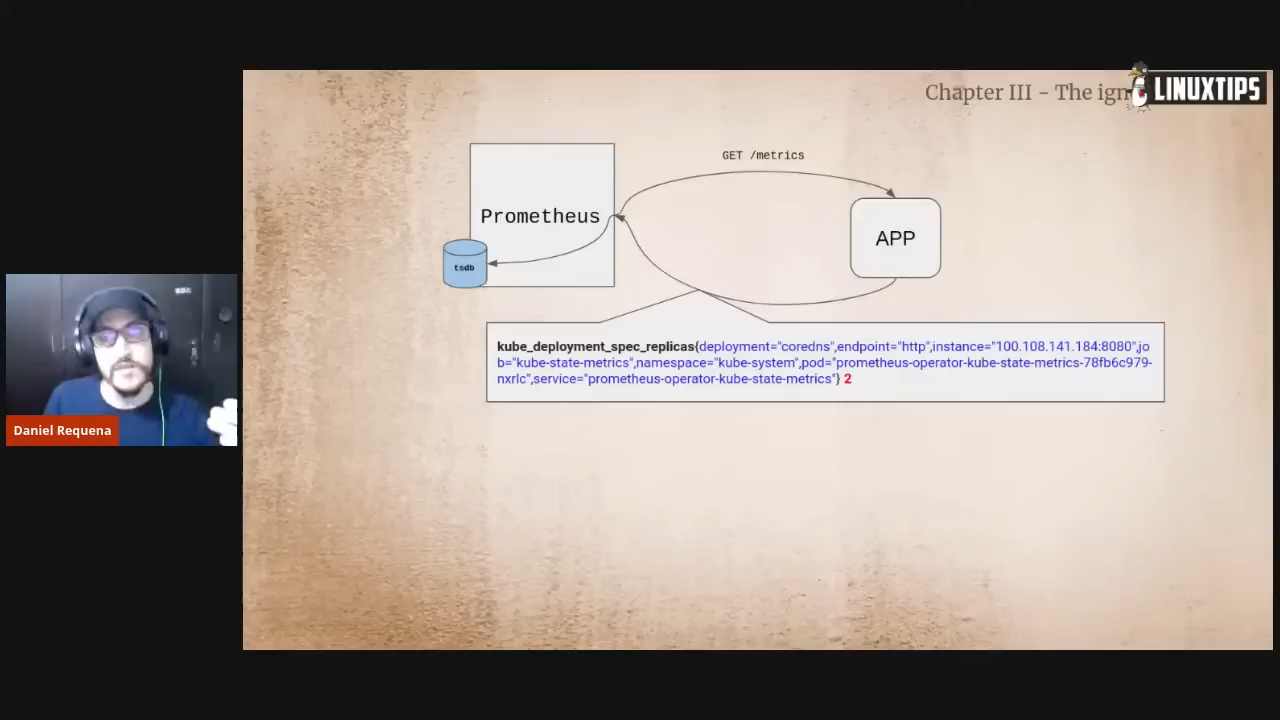 Chapter III - The ign
LINUXTIPS
GET /metrics
Prometheus
APP
tsdb
kube_deployment_spec_replicas{deployment="coredns",endpoint="http",instance="100.108.141.184:8080",jo
b="kube-state-metrics",namespace="kube-system",pod="prometheus-operator-kube-state-metrics-78fb6c979-
nxrlc",service="prometheus-operator-kube-state-metrics"} 2
Daniel Requena